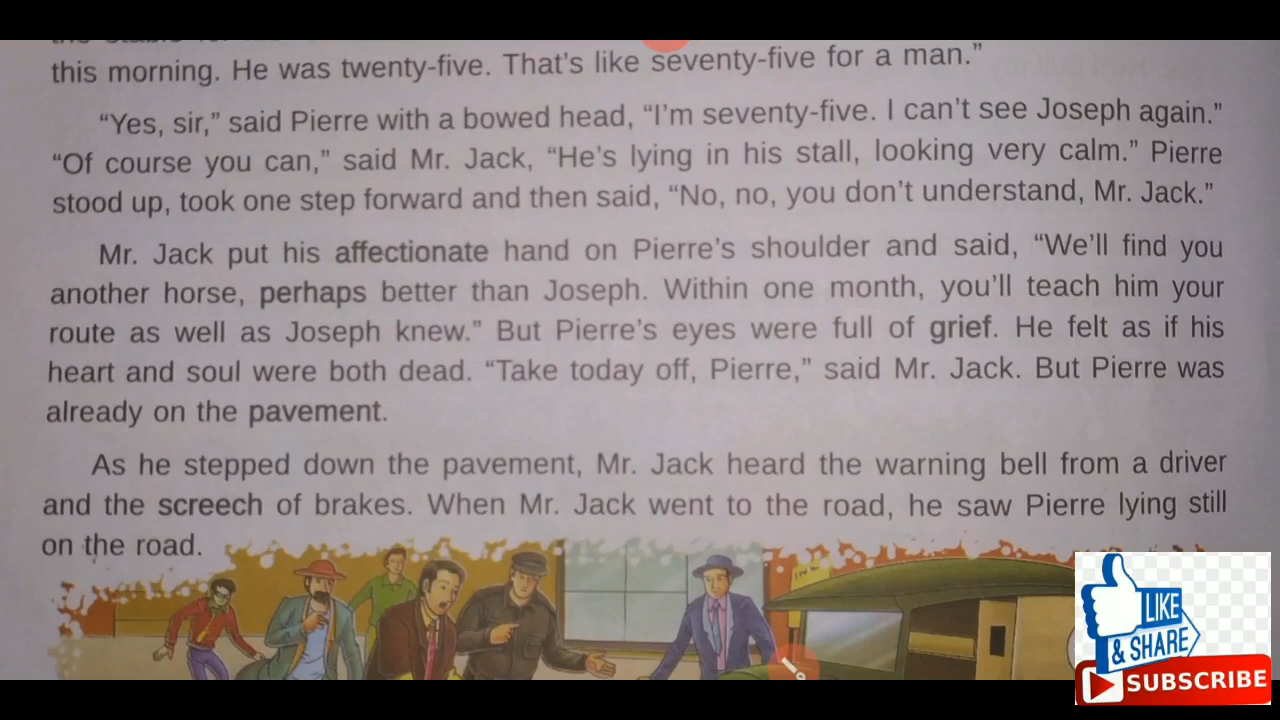 this morning. He was twenty-five. That's like seventy-five for a man."
"Yes, sir," said Pierre with a bowed head, "I'm seventy-five. I can't see Joseph again."
"Of course you can," said Mr. Jack, "He's lying in his stall, looking very calm." Pierre
stood up, took one step forward and then said, "No, no, you don't understand, Mr. Jack."
Mr. Jack put his affectionate hand on Pierre's shoulder and said, "We'll find you
another horse, perhaps better than Joseph. Within one month, you'll teach him your
route as well as Joseph knew." But Pierre's eyes were full of grief. He felt as if his
heart and soul were both dead. "Take today off, Pierre," said Mr. Jack. But Pierre was
already on the pavement.
As he stepped down the pavement, Mr. Jack heard the warning bell from a driver
and the screech of brakes. When Mr. Jack went to the road, he saw Pierre lying still
on the road.
LIKE
& SHARE
SUBSCRIBE